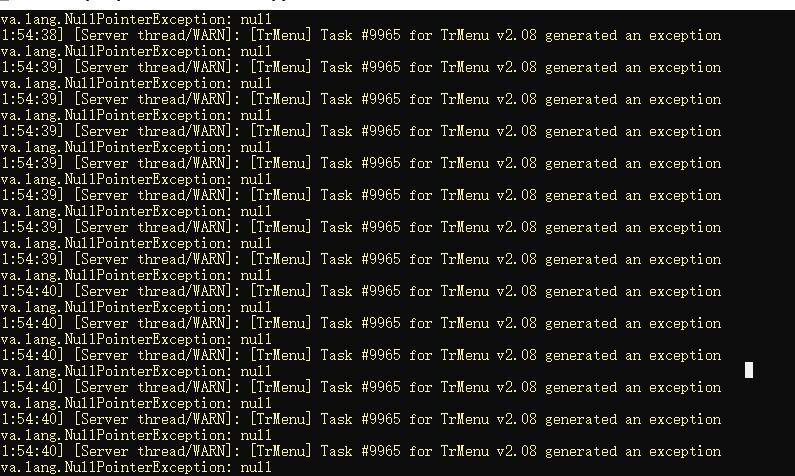 va.lang.NullPointerException: null
1:54:38] [Server thread/WARN]: [TrMenu] Task #9965 for TrMenu v2.08 generated an exception
va.lang.NullPointerException: null
1:54:39] [Server thread/WARN]: [TrMenu] Task #9965 for TrMenu v2.08 generated an exception
va.lang.NullPointerException: null
1:54:39] [Server thread/WARN]: [TrMenu] Task #9965 for TrMenu v2.08 generated an exception
va.lang.NullPointerException: null
1:54:39] [Server thread/WARN]: [TrMenu] Task #9965 for TrMenu v2.08 generated an exception
va.lang.NullPointerException: null
1:54:39] [Server thread/WARN]: [TrMenu] Task #9965 for TrMenu v2.08 generated an exception
va.lang.NullPointerException: null
1:54:39] [Server thread/WARN]: [TrMenu] Task #9965 for TrMenu v2.08 generated an exception
va.lang.NullPointerException: null
1:54:39] [Server thread/WARN]: [TrMenu] Task #9965 for TrMenu v2.08 generated an exception
va.lang.NullPointerException: null
1:54:39] [Server thread/WARN]: [TrMenu] Task #9965 for TrMenu v2.08 generated an exception
va.lang.NullPointerException: null
1:54:40] [Server thread/WARN]: [TrMenu] Task #9965 for TrMenu v2.08 generated an exception
va.lang.NullPointerException: null
1:54:40] [Server thread/WARN]: [TrMenu] Task #9965 for TrMenu v2.08 generated an exception
va.lang.NullPointerException: null
1:54:40] [Server thread/WARN]: [TrMenu] Task #9965 for TrMenu v2.08 generated an exception
va.lang.NullPointerException: null
1:54:40] [Server thread/WARN]: [TrMenu] Task #9965 for TrMenu v2.08 generated an exception
va.lang.NullPointerException: null
1:54:40] [Server thread/WARN]: [TrMenu] Task #9965 for TrMenu v2.08 generated an exception
va.lang.NullPointerException: null
1:54:40] [Server thread/WARN]: [TrMenu] Task #9965 for TrMenu v2.08 generated an exception
va.lang.NullPointerException: null